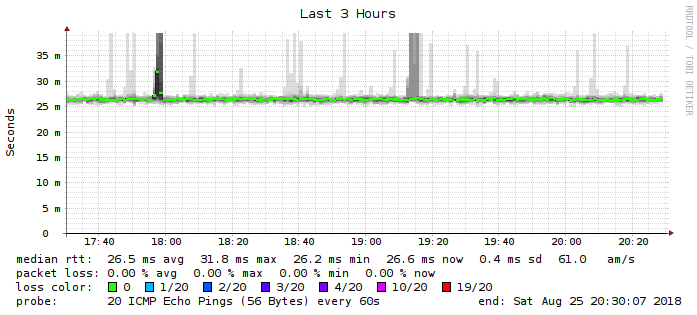 Last 3 Hours
RRDTOOL / TOBI OETIKER
Seconds
35 m
30 m
25 m
20 m
15 m
10 m
5 m
0
17:40 18:00 18:20 18:40 19:00 19:20 19:40 20:00 20:20
median rtt: 26.5 ms avg 31.8 ms max 26.2 ms min 26.6 ms now 0.4 ms sd 61.0 am/s
packet loss: 0.00 % avg 0.00 % max 0.00 % min 0.00 % now
loss color: 0 1/20 2/20 3/20 4/20 10/20 19/20
probe: 20 ICMP Echo Pings (56 Bytes) every 60s end: Sat Aug 25 20:30:07 2018